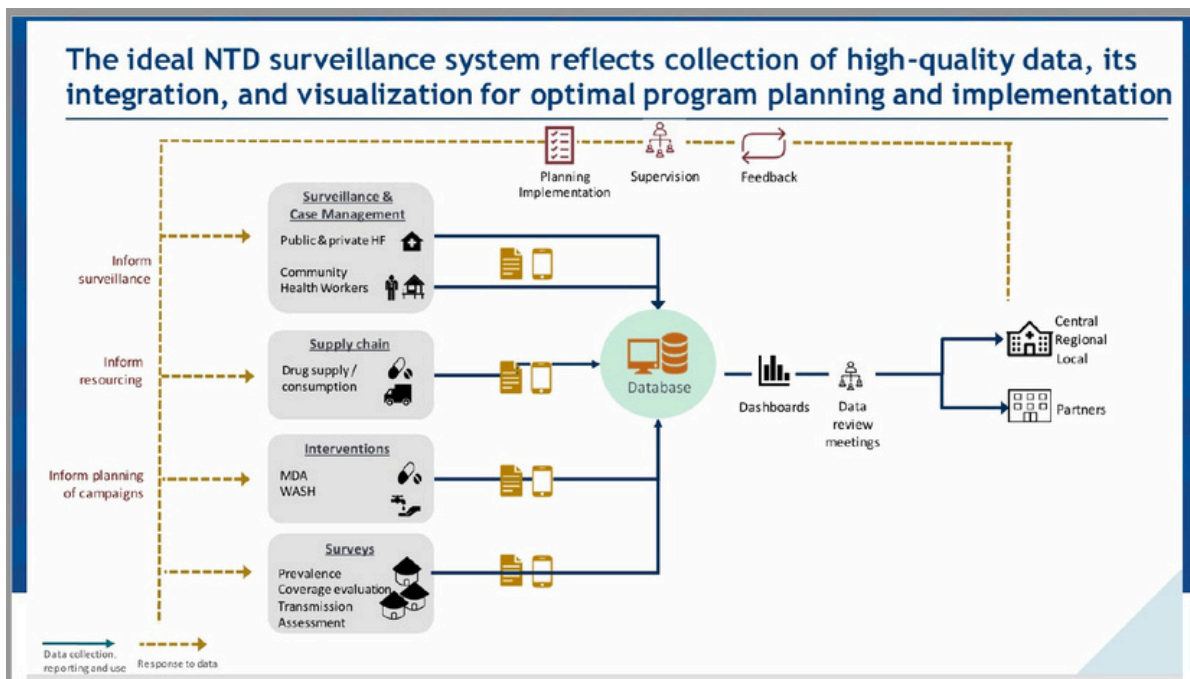 The ideal NTD surveillance system reflects collection of high-quality data, its
integration, and visualization for optimal program planning and implementation
Planning
Implementation
Supervision
Feedback
Surveillance &
Case Management
Public & private HF
Community
Health Workers
Inform
surveillance
Supply chain
Drug supply /
consumption
Inform
resourcing
Database
Dashboards
Data
review
meetings
Central
Regional
Local
Partners
Interventions
MDA
WASH
Inform planning
of campaigns
Surveys
Prevalence
Coverage evaluation
Transmission
Assessment
Data collection,
reporting and use
Response to data